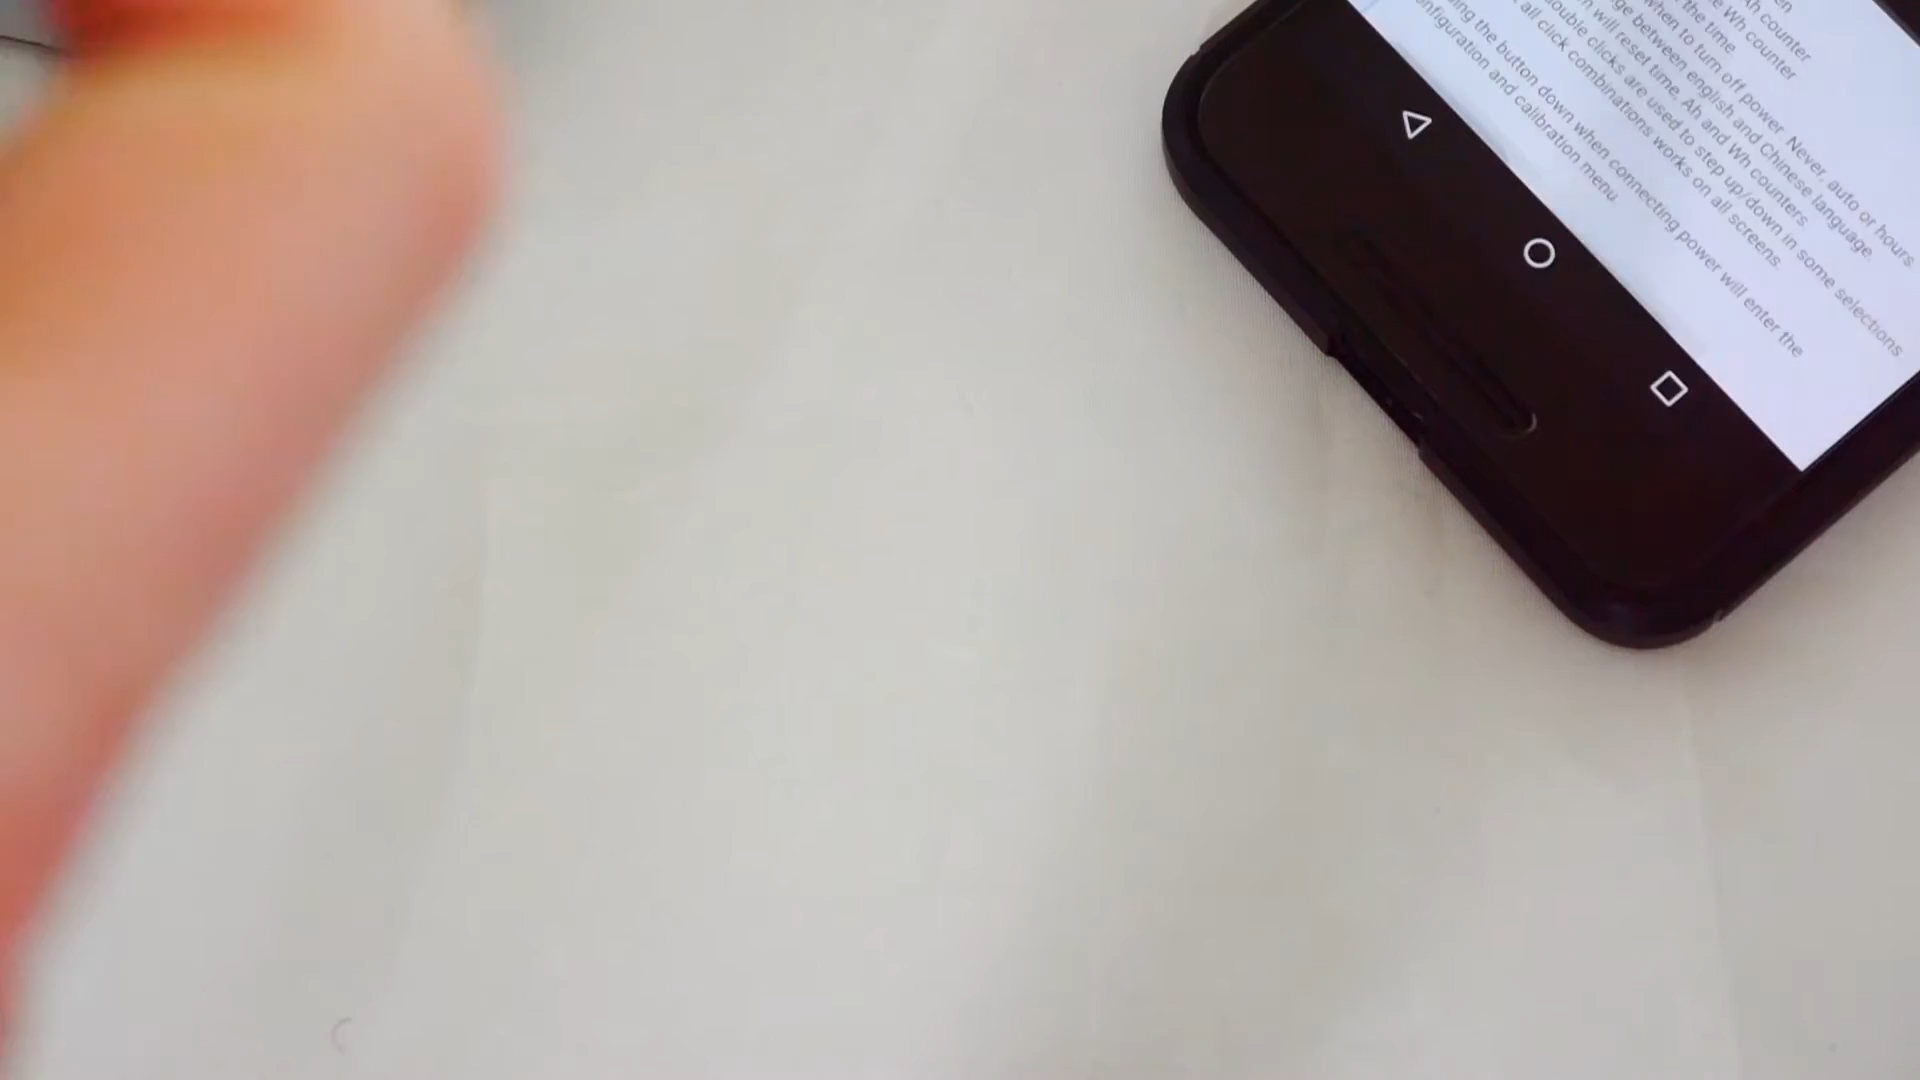 Ah counter
e Wh counter
the time
when to turn off power. Never, auto or hours.
ge between english and Chinese language.
will reset time, Ah and Wh counters.
double clicks are used to step up/down in some selections
all click combinations works on all screens.
the button down when connecting power will enter the
onfiguration and calibration menu